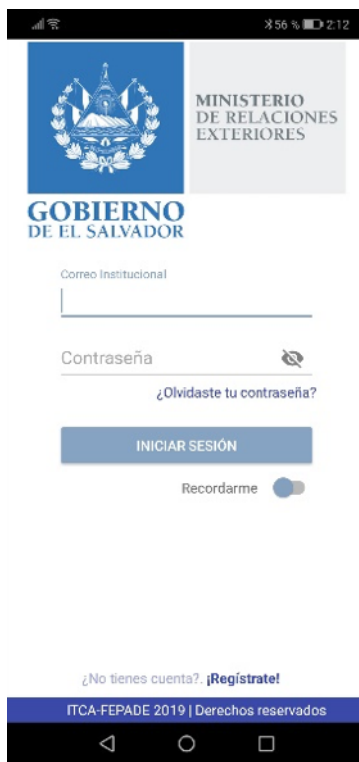 56 % 2:12
MINISTERIO
DE RELACIONES
EXTERIORES
GOBIERNO
DE EL SALVADOR
Correo Institucional
Contraseña
¿Olvidaste tu contraseña?
INICIAR SESIÓN
Recordarme
¿No tienes cuenta?. ¡Regístrate!
ITCA-FEPADE 2019 | Derechos reservados